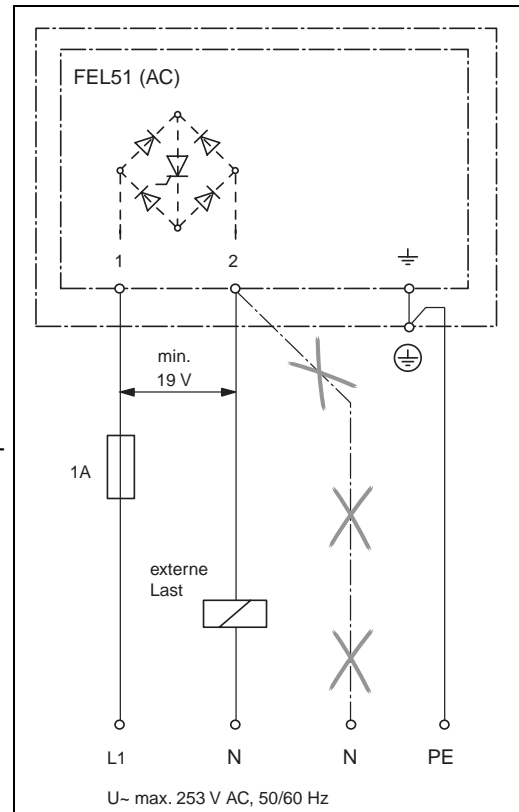 FEL51 (AC)
1 2
min.
19 V
1A
externe
Last
L1 N N PE
U~ max. 253 V AC, 50/60 Hz